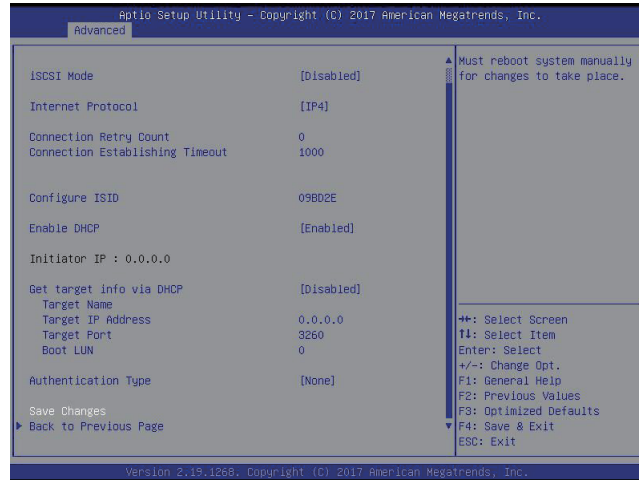 Aptio Setup Utility – Copyright (C) 2017 American Megatrends, Inc.
Advanced
iSCSI Mode [Disabled]
Internet Protocol [IP4]
Connection Retry Count 0
Connection Establishing Timeout 1000
Configure ISID 09BD2E
Enable DHCP [Enabled]
Initiator IP : 0.0.0.0
Get target info via DHCP [Disabled]
Target Name
Target IP Address 0.0.0.0
Target Port 3260
Boot LUN 0
Authentication Type [None]
Save Changes
Back to Previous Page
Must reboot system manually
for changes to take place.
→←: Select Screen
↑↓: Select Item
Enter: Select
+/-: Change Opt.
F1: General Help
F2: Previous Values
F3: Optimized Defaults
F4: Save & Exit
ESC: Exit
Version 2.19.1268. Copyright (C) 2017 American Megatrends, Inc.